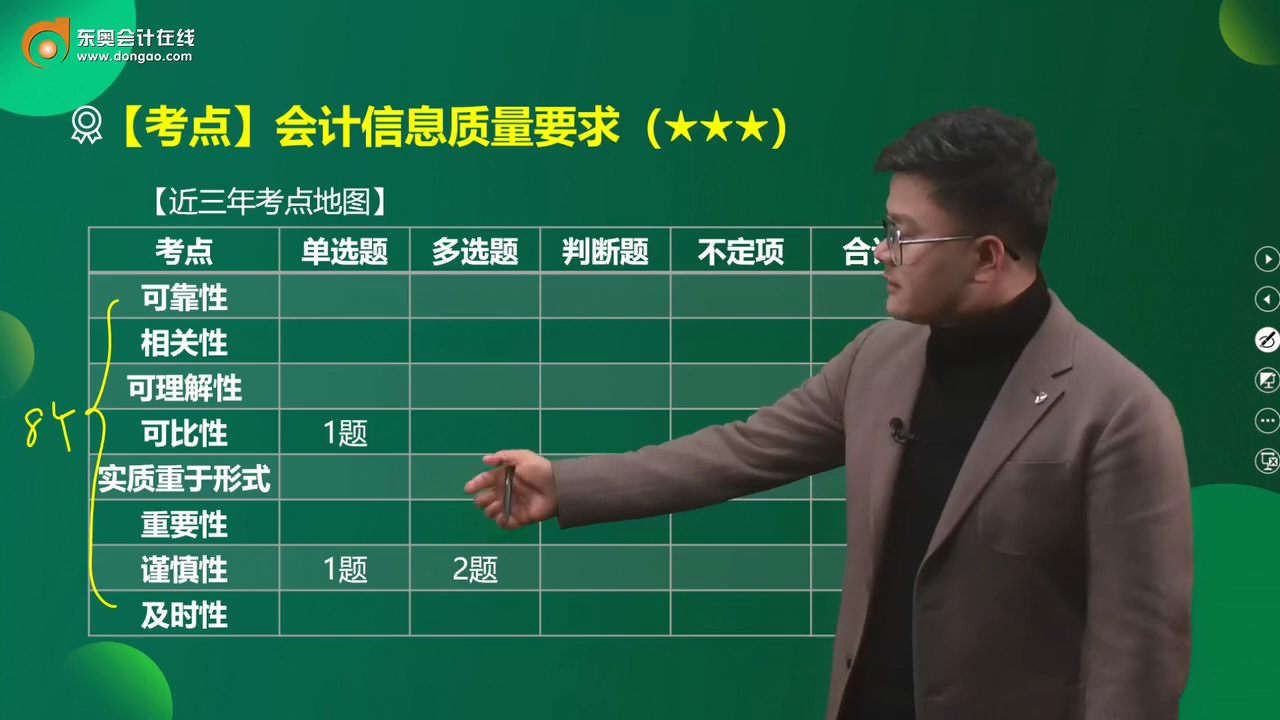 东奥会计在线
www.dongao.com
【考点】会计信息质量要求（★★★）
【近三年考点地图】
考点 单选题 多选题 判断题 不定项 合
可靠性
相关性
可理解性
可比性 1题
实质重于形式
重要性
谨慎性 1题 2题
及时性
8个